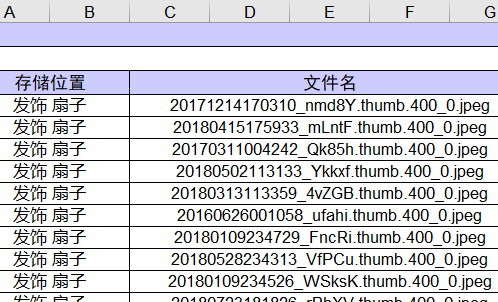 A B C D E F G
存储位置 文件名
发饰 扇子 20171214170310_nmd8Y.thumb.400_0.jpeg
发饰 扇子 20180415175933_mLntF.thumb.400_0.jpeg
发饰 扇子 20170311004242_Qk85h.thumb.400_0.jpeg
发饰 扇子 20180502113133_Ykkxf.thumb.400_0.jpeg
发饰 扇子 20180313113359_4vZGB.thumb.400_0.jpeg
发饰 扇子 20160626001058_ufahi.thumb.400_0.jpeg
发饰 扇子 20180109234729_FncRi.thumb.400_0.jpeg
发饰 扇子 20180528234313_VfPCu.thumb.400_0.jpeg
发饰 扇子 20180109234526_WSksK.thumb.400_0.jpeg